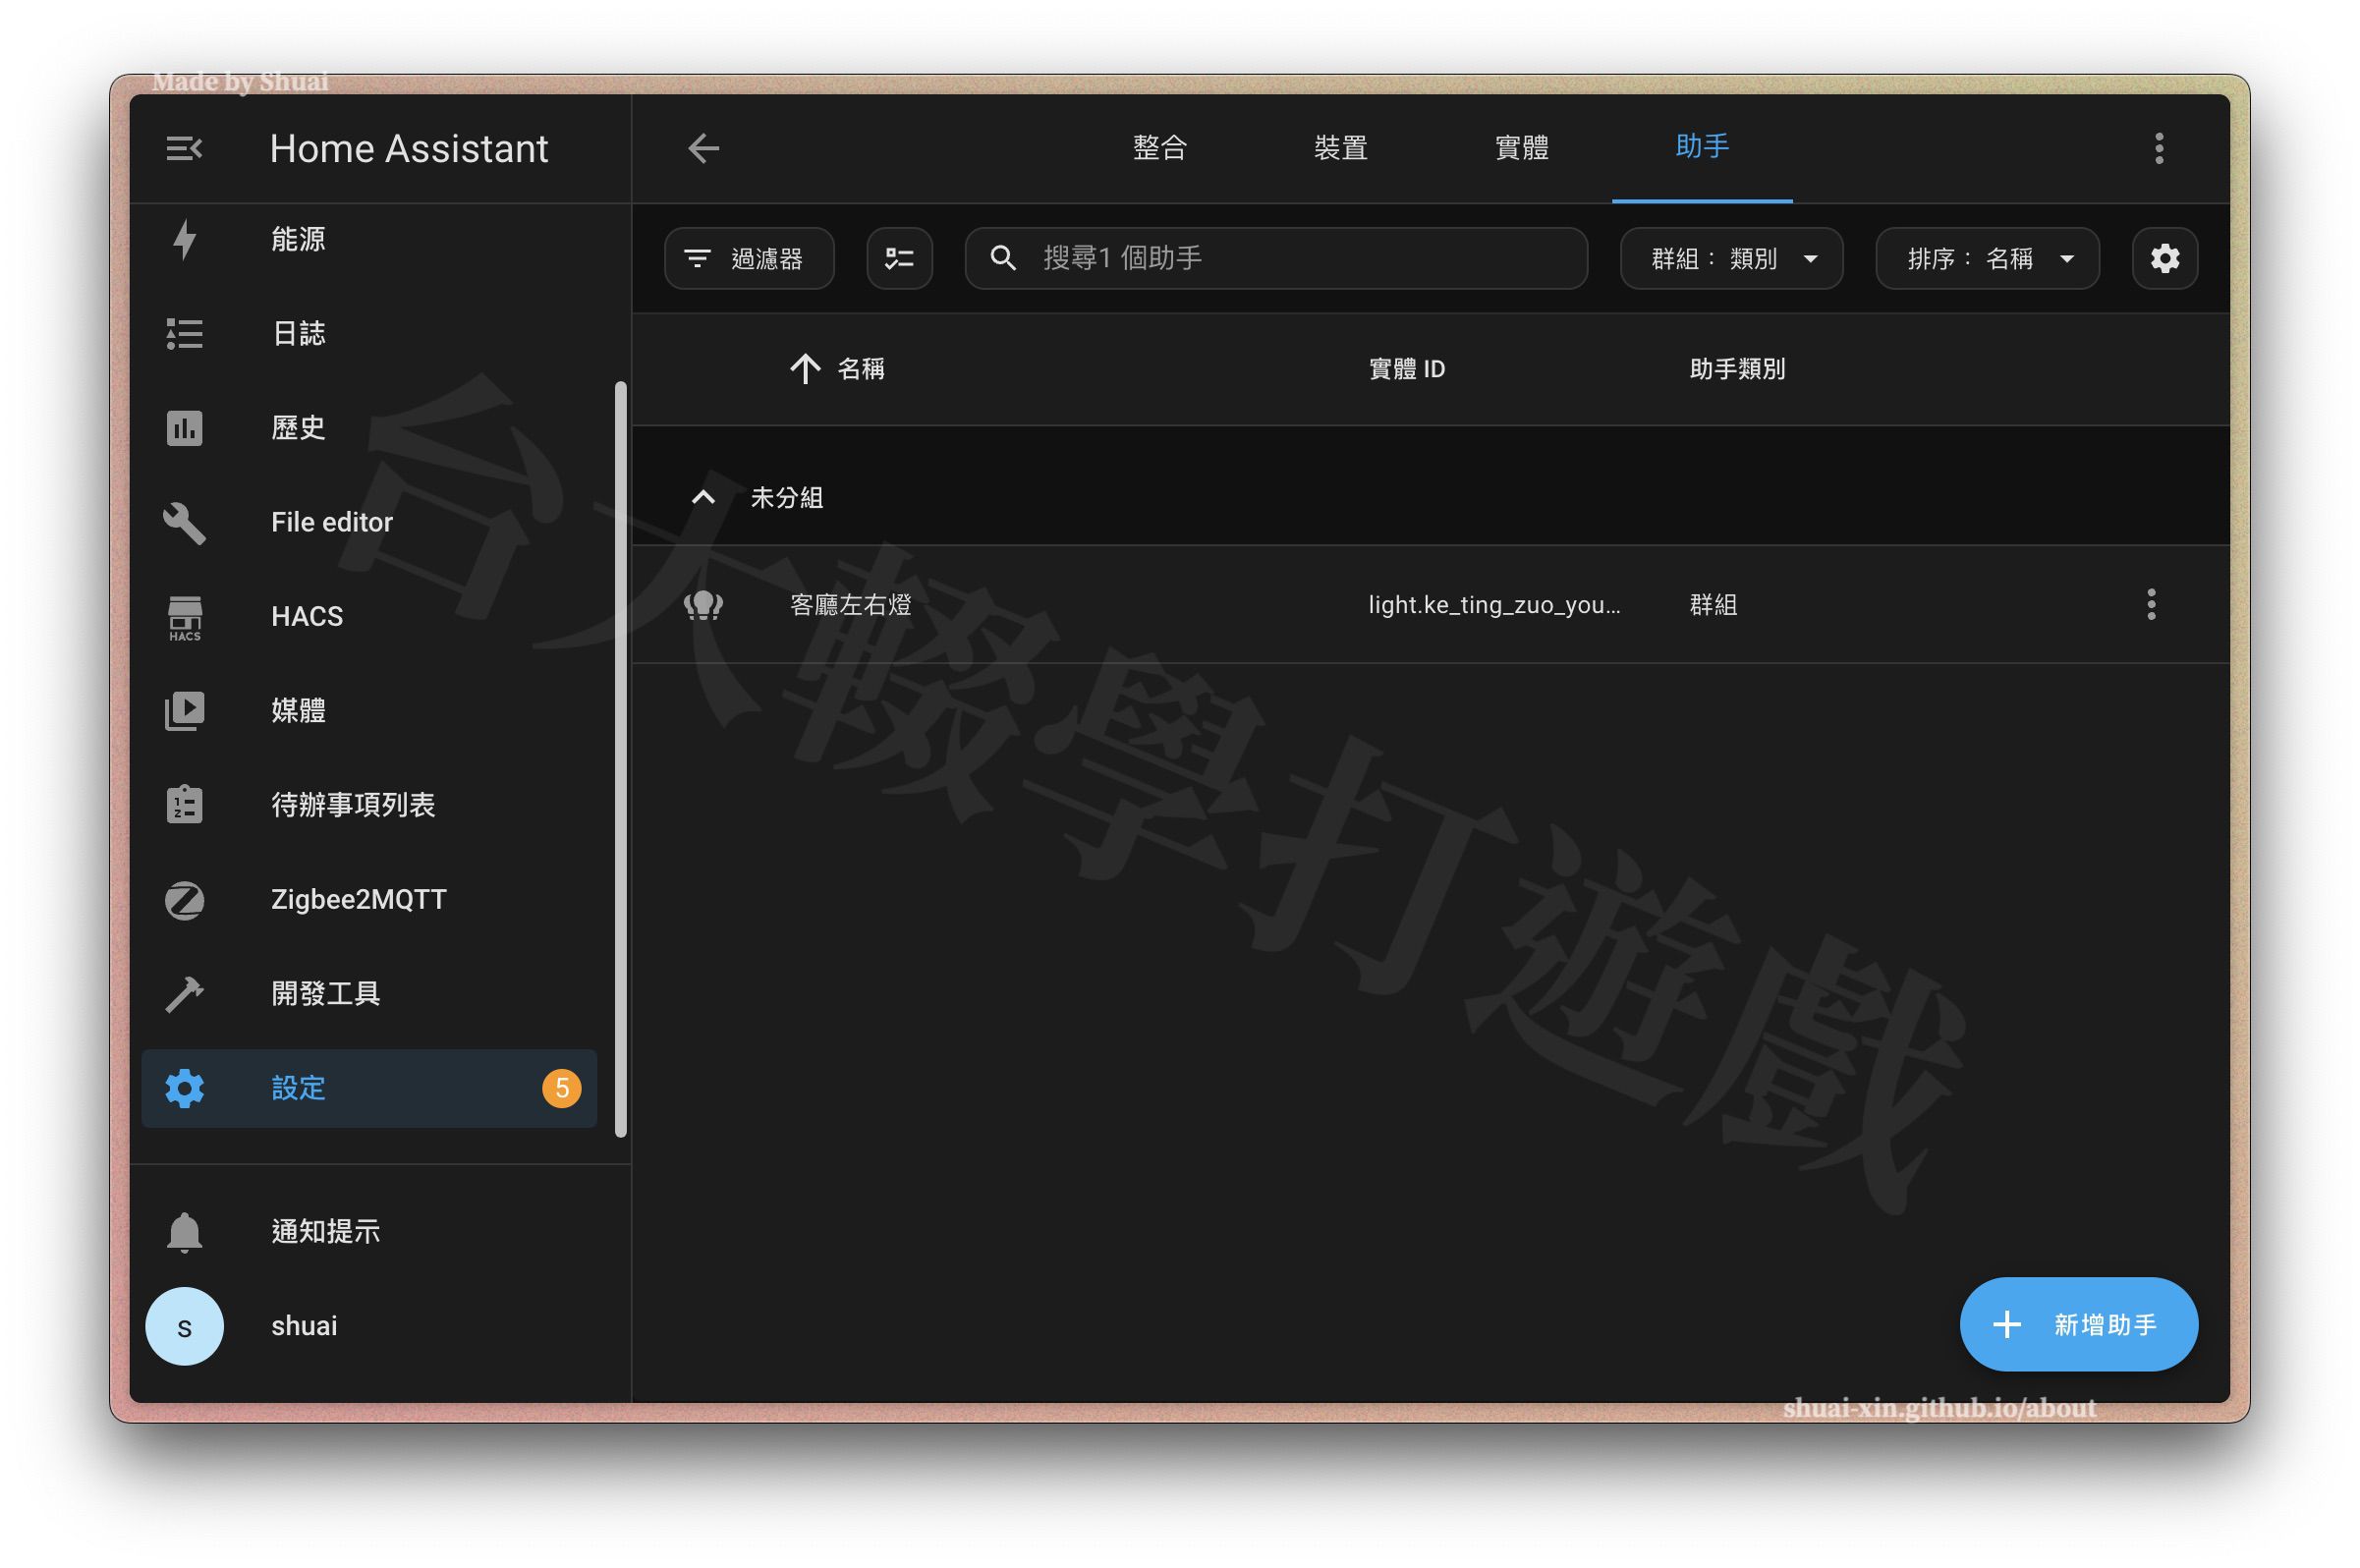 Made by Shuai
Home Assistant
整合
裝置
實體
助手
能源
日誌
歷史
File editor
HACS
HACS
媒體
待辦事項列表
Zigbee2MQTT
開發工具
設定
5
通知提示
s
shuai
過濾器
搜尋1 個助手
群組： 類別
排序： 名稱
名稱
實體 ID
助手類別
未分組
客廳左右燈
light.ke_ting_zuo_you...
群組
台大輟學打遊戲
新增助手
shuai-xin.github.io/about